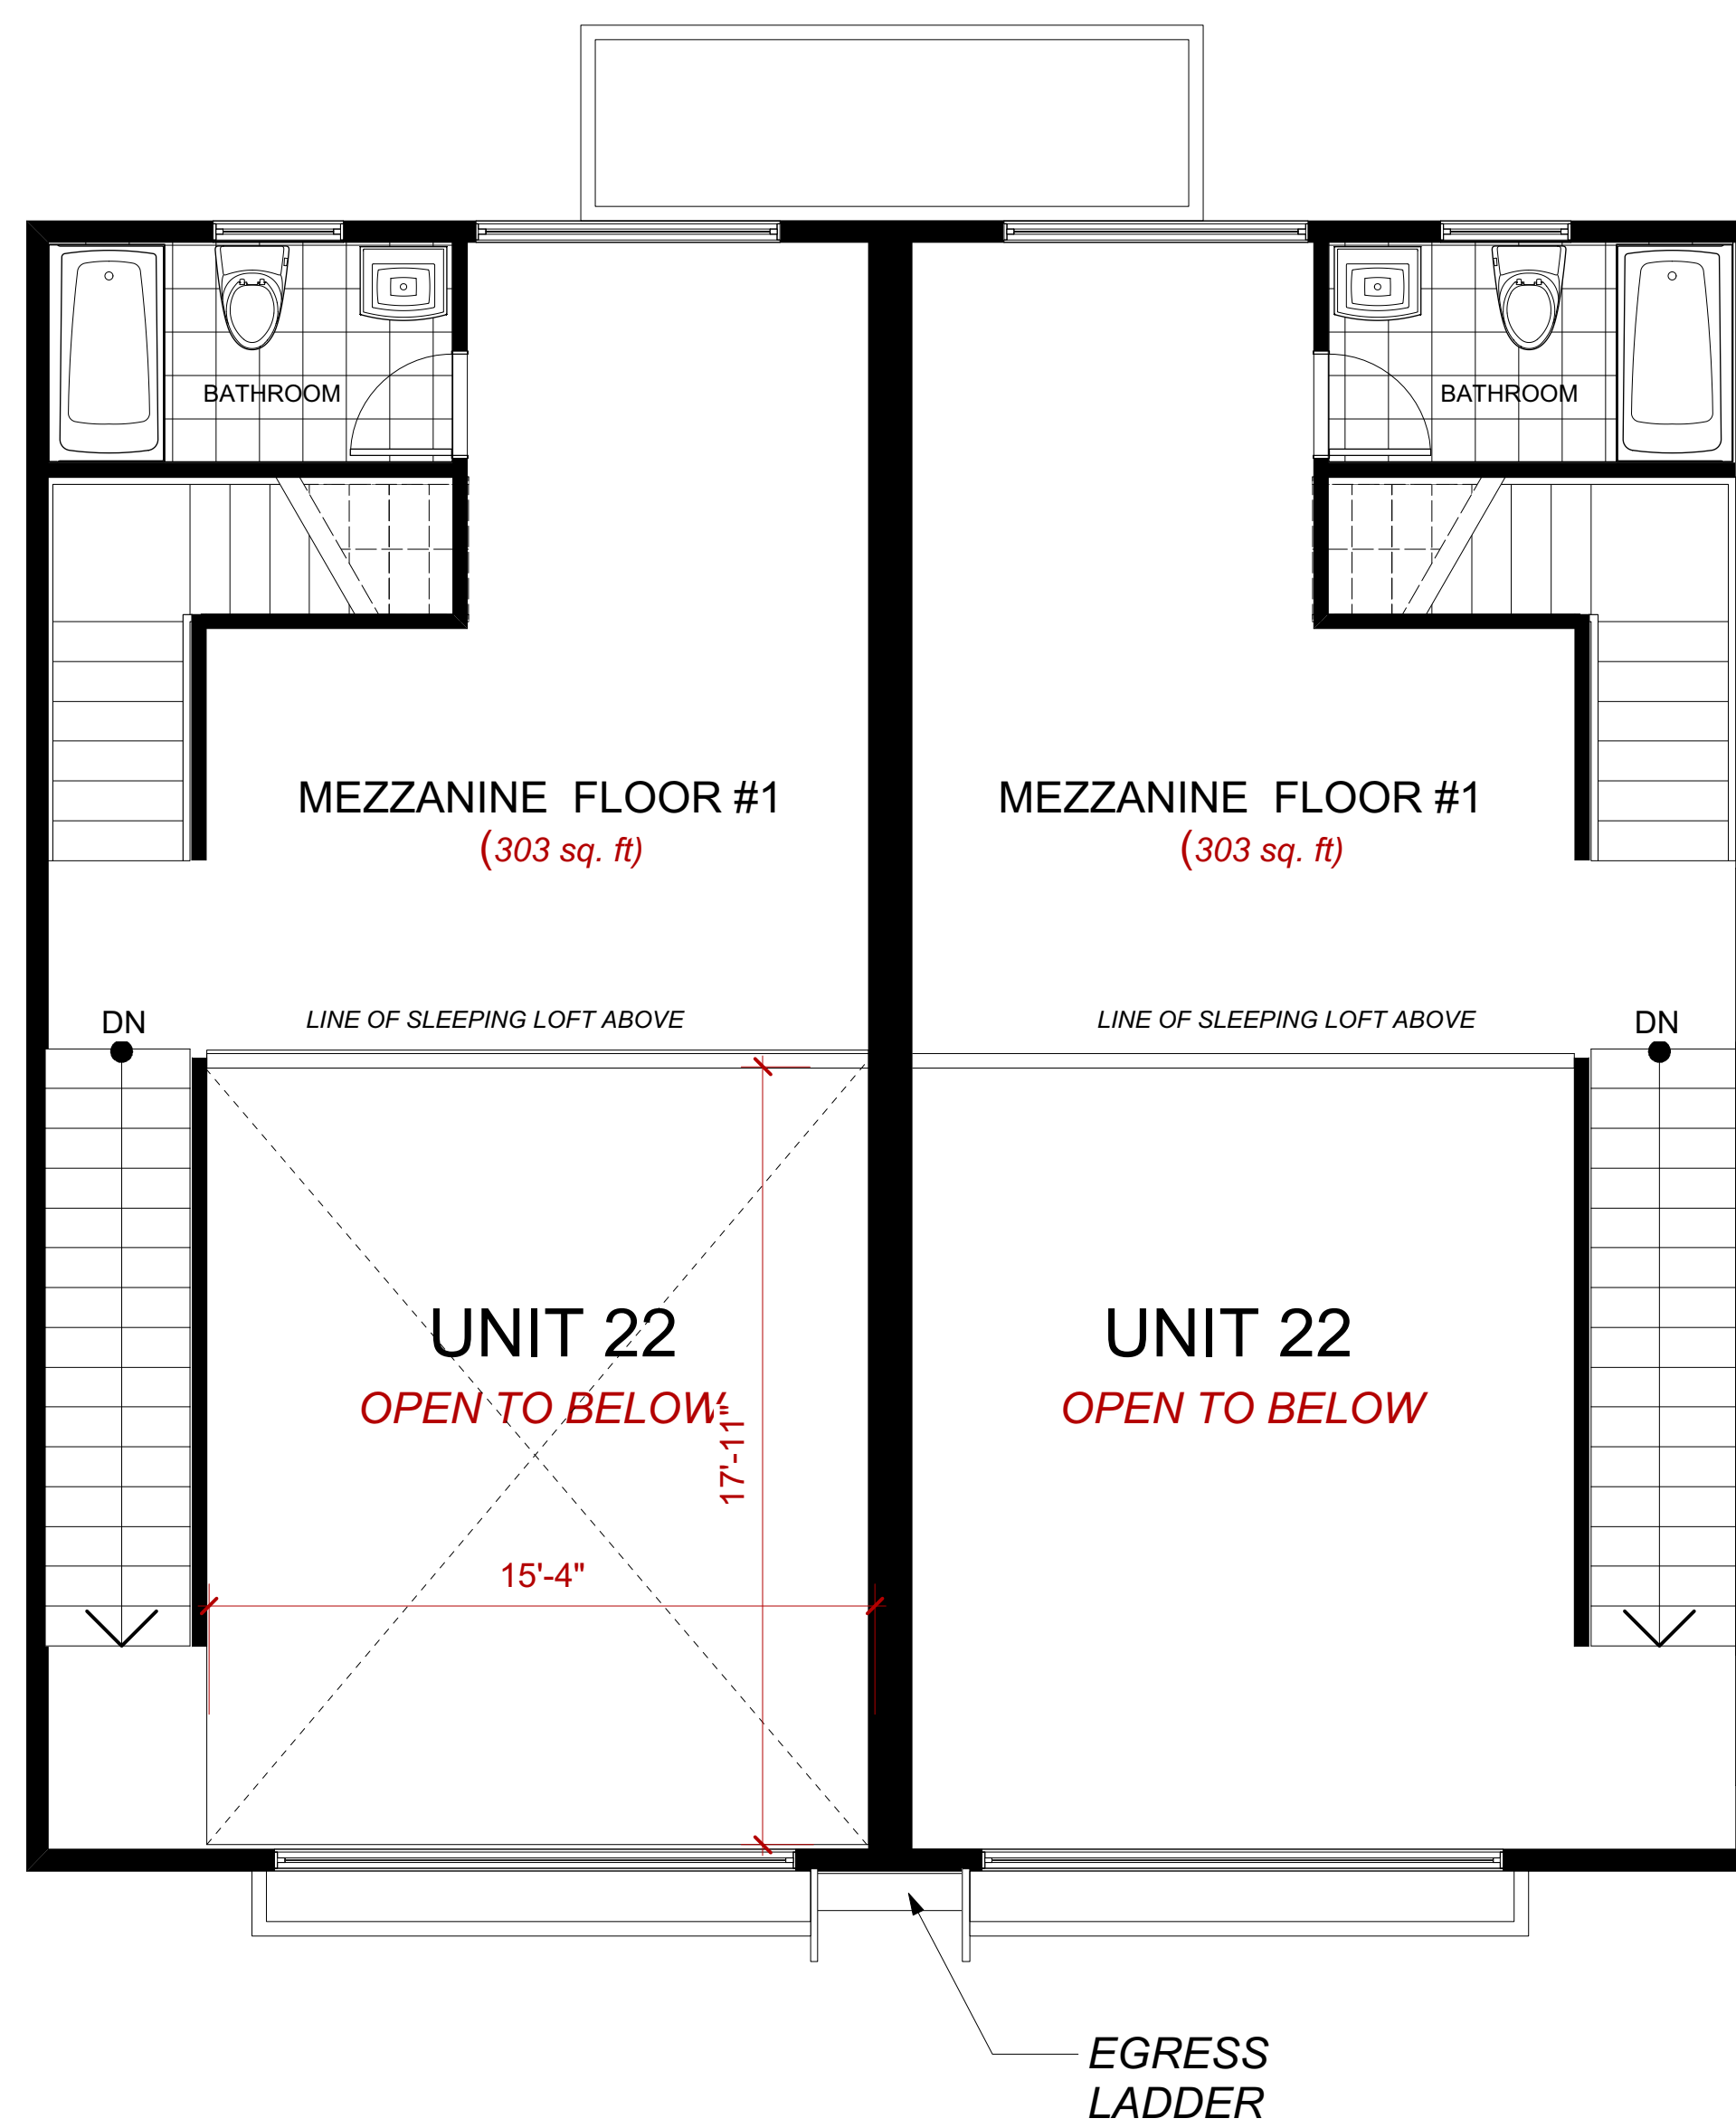 BATHROOM
BATHROOM
MEZZANINE FLOOR #1
(303 sq. ft)
MEZZANINE FLOOR #1
(303 sq. ft)
DN
LINE OF SLEEPING LOFT ABOVE
LINE OF SLEEPING LOFT ABOVE
DN
UNIT 22
OPEN TO BELOW
17'-11"
15'-4"
UNIT 22
OPEN TO BELOW
EGRESS
LADDER